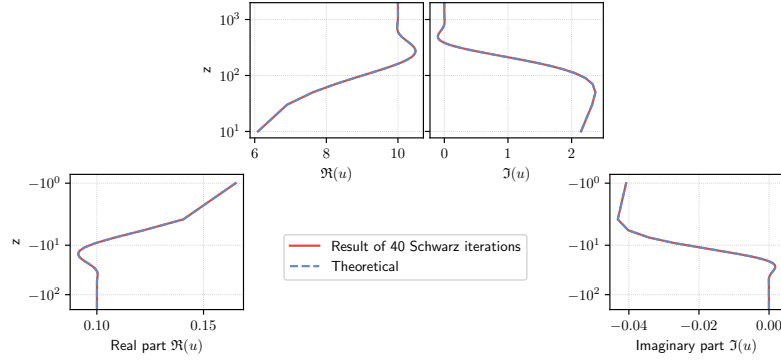 10³
10²
10¹
z
6 8 10
0 1 2
ℜ(u) ℑ(u)
−10⁰
−10¹
−10²
z
0.10 0.15
Real part ℜ(u)
Result of 40 Schwarz iterations
Theoretical
−10⁰
−10¹
−10²
−0.04 −0.02 0.00
Imaginary part ℑ(u)